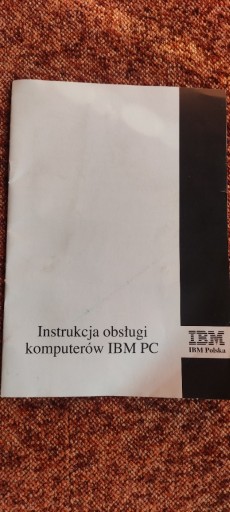 Instrukcja obsługi
komputerów IBM PC
IBM
IBM Polska